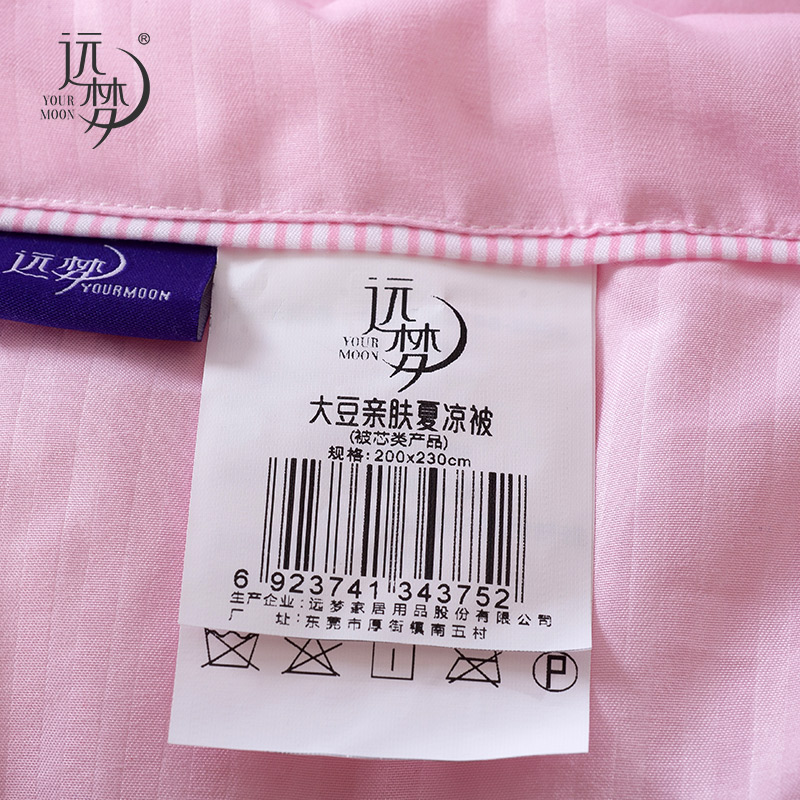 远梦®
YOUR
MOON
远梦
YOURMOON
远梦
YOUR
MOON
大豆亲肤夏凉被
(被芯类产品)
规格:200x230cm
6 923741 343752
生产企业:远梦家居用品股份有限公司
厂 址:东莞市厚街镇南五村
P